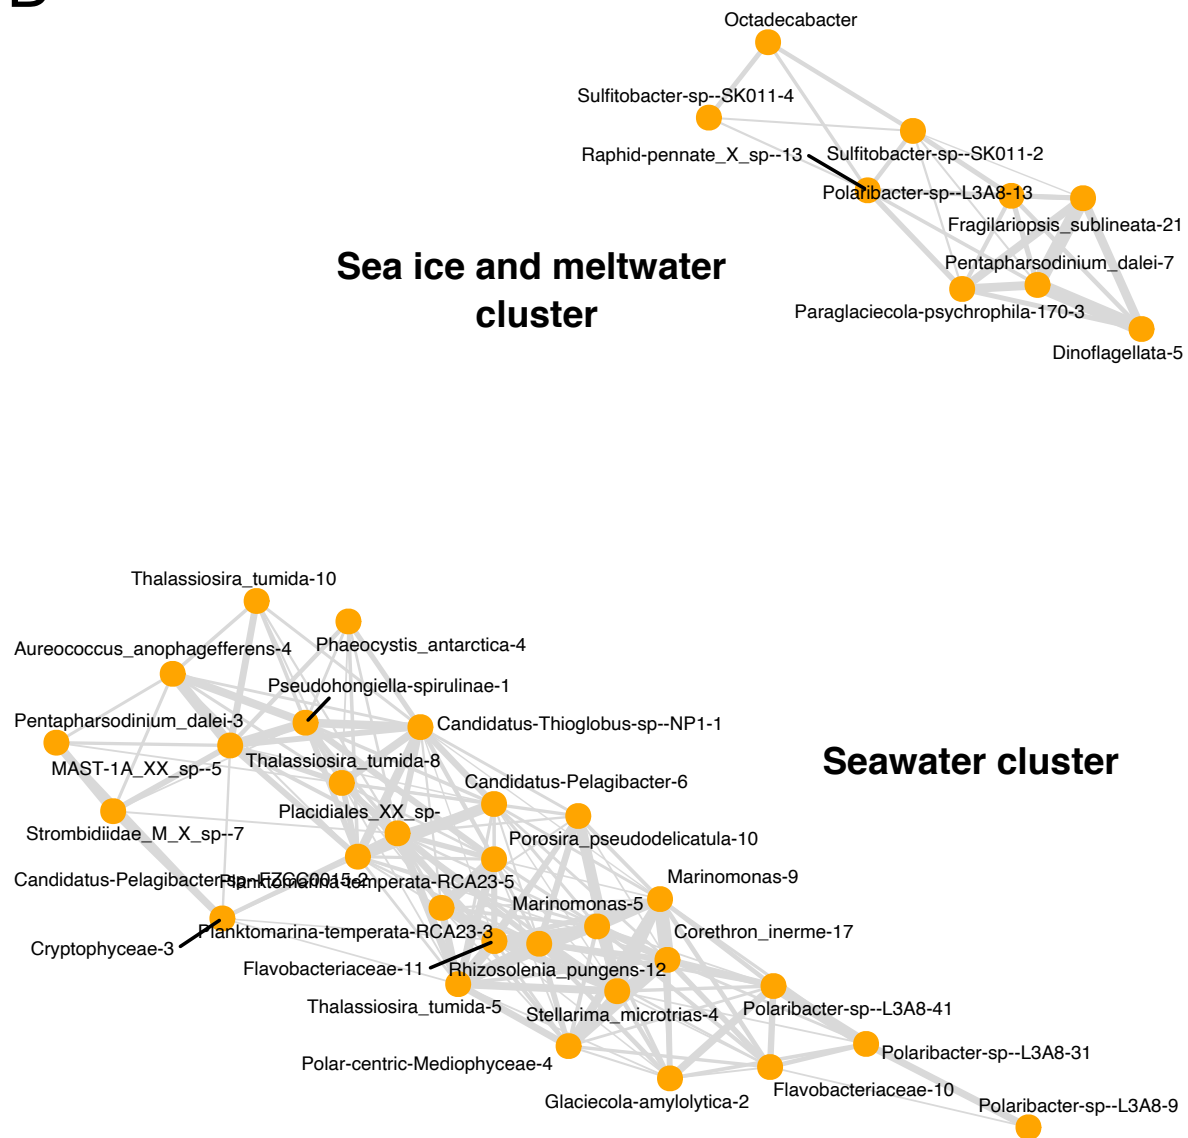 Octadecabacter
Sulfitobacter-sp--SK011-4
Raphid-pennate_X_sp--13
Sulfitobacter-sp--SK011-2
Polaribacter-sp--L3A8-13
Fragilariopsis_sublineata-21
Sea ice and meltwater
cluster
Pentapharsodinium_dalei-7
Paraglaciecola-psychrophila-170-3
Dinoflagellata-5
Thalassiosira_tumida-10
Phaeocystis_antarctica-4
Aureococcus_anophagefferens-4
Pseudohongiella-spirulinae-1
Pentapharsodinium_dalei-3
Candidatus-Thioglobus-sp--NP1-1
MAST-1A_XX_sp--5
Thalassiosira_tumida-8
Seawater cluster
Candidatus-Pelagibacter-6
Placidiales_XX_sp-
Strombidiidae_M_X_sp--7
Porosira_pseudodelicatula-10
Candidatus-Pelagibacter-sp--FZCC0015-2
Planktomarina-temperata-RCA23-5
Marinomonas-9
Marinomonas-5
Planktomarina-temperata-RCA23-3
Corethron_inerme-17
Cryptophyceae-3
Flavobacteriaceae-11
Rhizosolenia_pungens-12
Thalassiosira_tumida-5
Stellarima_microtrias-4
Polaribacter-sp--L3A8-41
Polar-centric-Mediophyceae-4
Polaribacter-sp--L3A8-31
Glaciecola-amylolytica-2
Flavobacteriaceae-10
Polaribacter-sp--L3A8-9